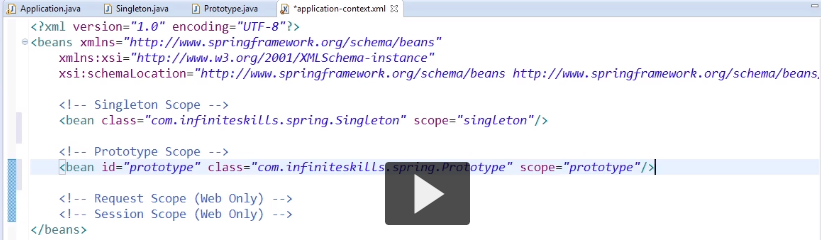 Application.java Singleton.java Prototype.java *application-context.xml
<?xml version="1.0" encoding="UTF-8"?>
<beans xmlns="http://www.springframework.org/schema/beans"
xmlns:xsi="http://www.w3.org/2001/XMLSchema-instance"
xsi:schemaLocation="http://www.springframework.org/schema/beans http://www.springframework.org/schema/beans/
<!-- Singleton Scope -->
<bean class="com.infiniteskills.spring.Singleton" scope="singleton"/>
<!-- Prototype Scope -->
<bean id="prototype" class="com.infiniteskills.spring.Prototype" scope="prototype"/>
<!-- Request Scope (Web Only) -->
<!-- Session Scope (Web Only) -->
</beans>